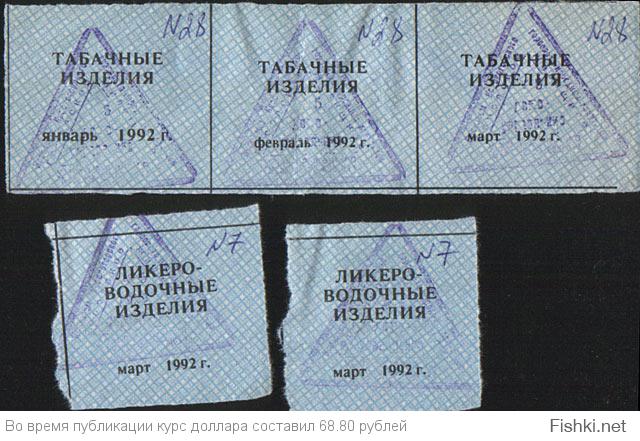 N28
ТАБАЧНЫЕ
ИЗДЕЛИЯ
январь 1992 г.
N28
ТАБАЧНЫЕ
ИЗДЕЛИЯ
февраль 1992 г.
N28
ТАБАЧНЫЕ
ИЗДЕЛИЯ
март 1992 г.
N7
ЛИКЕРО-
ВОДОЧНЫЕ
ИЗДЕЛИЯ
март 1992 г.
N7
ЛИКЕРО-
ВОДОЧНЫЕ
ИЗДЕЛИЯ
март 1992 г.
Во время публикации курс доллара составил 68.80 рублей
Fishki.net